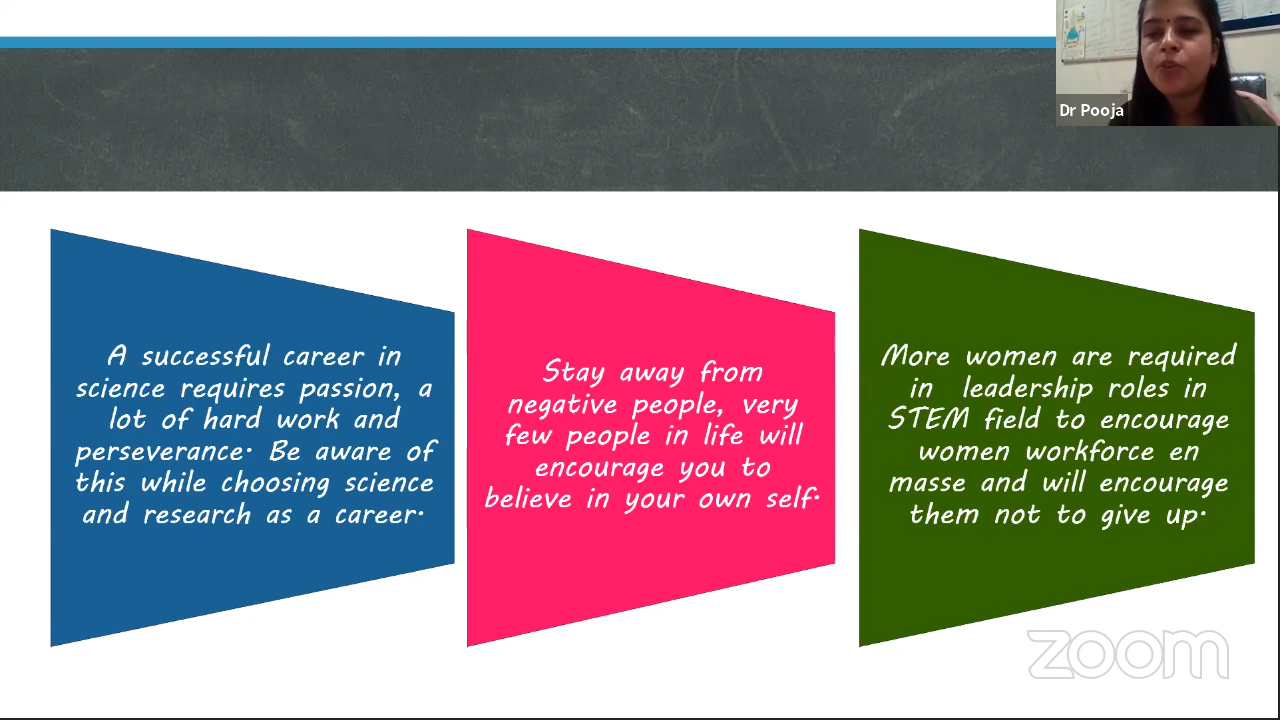 Dr Pooja
A successful career in
science requires passion, a
lot of hard work and
perseverance. Be aware of
this while choosing science
and research as a career.
Stay away from
negative people, very
few people in life will
encourage you to
believe in your own self.
More women are required
in leadership roles in
STEM field to encourage
women workforce en
masse and will encourage
them not to give up.
zoom